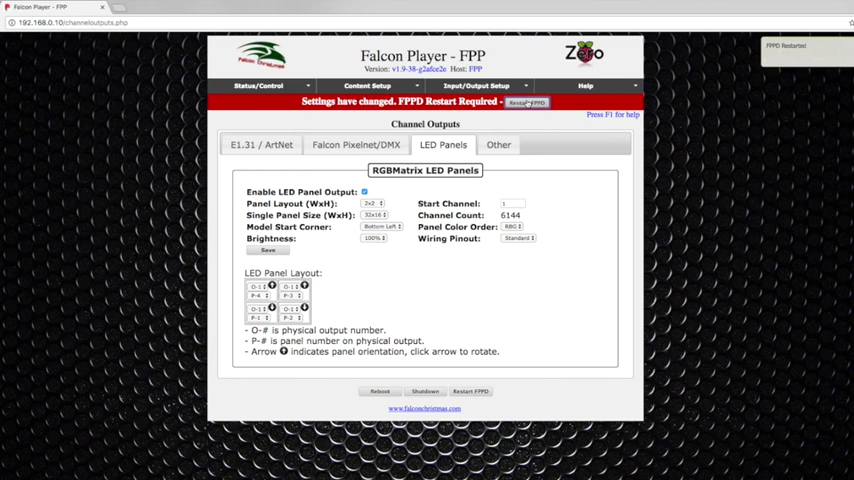 Falcon Player - FPP
192.168.0.10/channeloutputs.php
FPPD Restarted
Falcon Christmas
Falcon Player - FPP
Zero
Version: v1.9-38-g2afce2e Host: FPP
Status/Control
Content Setup
Input/Output Setup
Help
Settings have changed. FPPD Restart Required - Restart FPPD
Press F1 for help
Channel Outputs
E1.31 / ArtNet
Falcon Pixelnet/DMX
LED Panels
Other
RGBMatrix LED Panels
Enable LED Panel Output:
Panel Layout (WxH): 2x2 Start Channel: 1
Single Panel Size (WxH): 32x16 Channel Count: 6144
Model Start Corner: Bottom Left Panel Color Order: RBG
Brightness: 100% Wiring Pinout: Standard
Save
LED Panel Layout:
O-1 O-1
P-4 P-3
O-1 O-1
P-1 P-2
- O-# is physical output number.
- P-# is panel number on physical output.
- Arrow indicates panel orientation, click arrow to rotate.
Reboot Shutdown Restart FPPD
www.falconchristmas.com